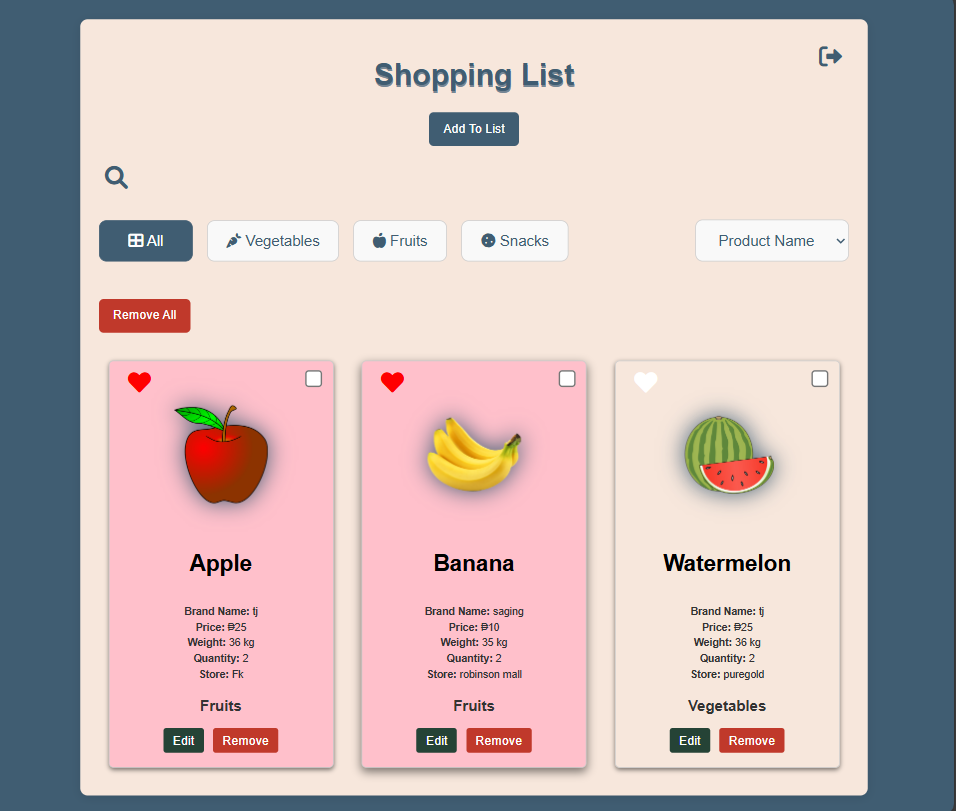 Shopping List
Add To List
All
Vegetables
Fruits
Snacks
Product Name
Remove All
Apple
Brand Name: tj
Price: ₱25
Weight: 36 kg
Quantity: 2
Store: Fk
Fruits
Edit
Remove
Banana
Brand Name: saging
Price: ₱10
Weight: 35 kg
Quantity: 2
Store: robinson mall
Fruits
Edit
Remove
Watermelon
Brand Name: tj
Price: ₱25
Weight: 36 kg
Quantity: 2
Store: puregold
Vegetables
Edit
Remove